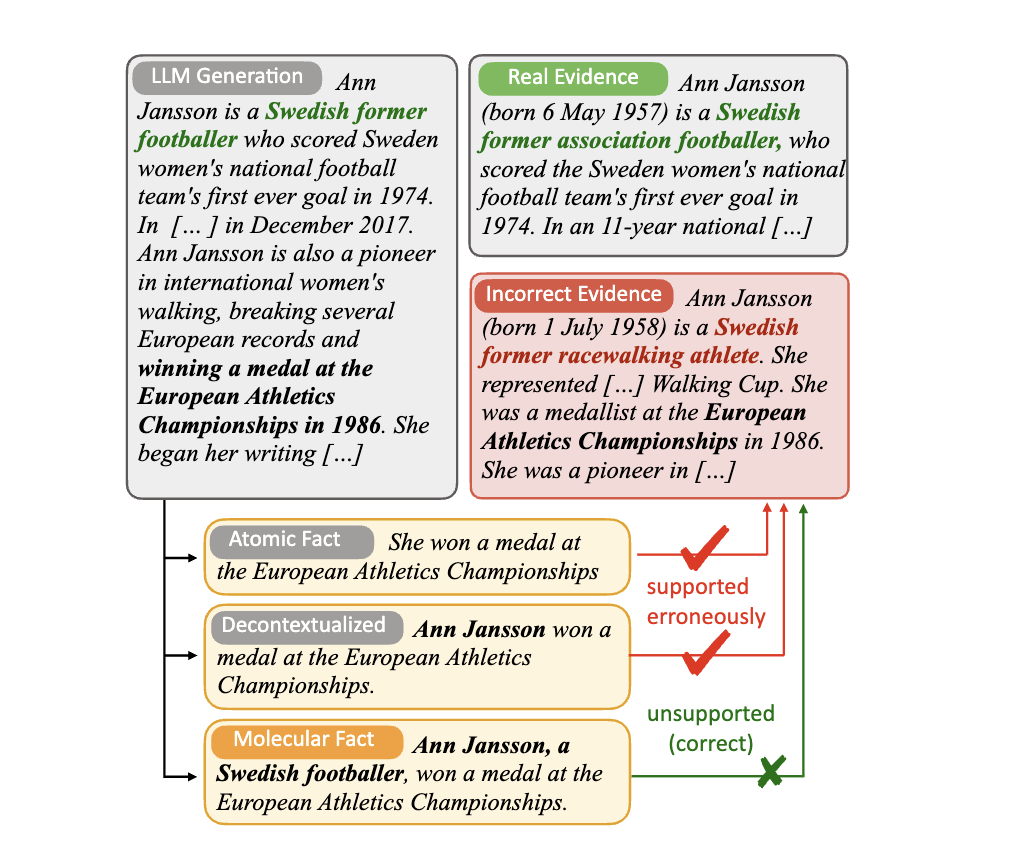 LLM Generation Ann
Jansson is a Swedish former
footballer who scored Sweden
women's national football
team's first ever goal in 1974.
In [... ] in December 2017.
Ann Jansson is also a pioneer
in international women's
walking, breaking several
European records and
winning a medal at the
European Athletics
Championships in 1986. She
began her writing [...]
Real Evidence Ann Jansson
(born 6 May 1957) is a Swedish
former association footballer, who
scored the Sweden women's national
football team's first ever goal in
1974. In an 11-year national [...]
Incorrect Evidence Ann Jansson
(born 1 July 1958) is a Swedish
former racewalking athlete. She
represented [...] Walking Cup. She
was a medallist at the European
Athletics Championships in 1986.
She was a pioneer in [...]
Atomic Fact She won a medal at
the European Athletics Championships
supported
erroneously
Decontextualized Ann Jansson won a
medal at the European Athletics
Championships.
unsupported
(correct)
Molecular Fact Ann Jansson, a
Swedish footballer, won a medal at the
European Athletics Championships.